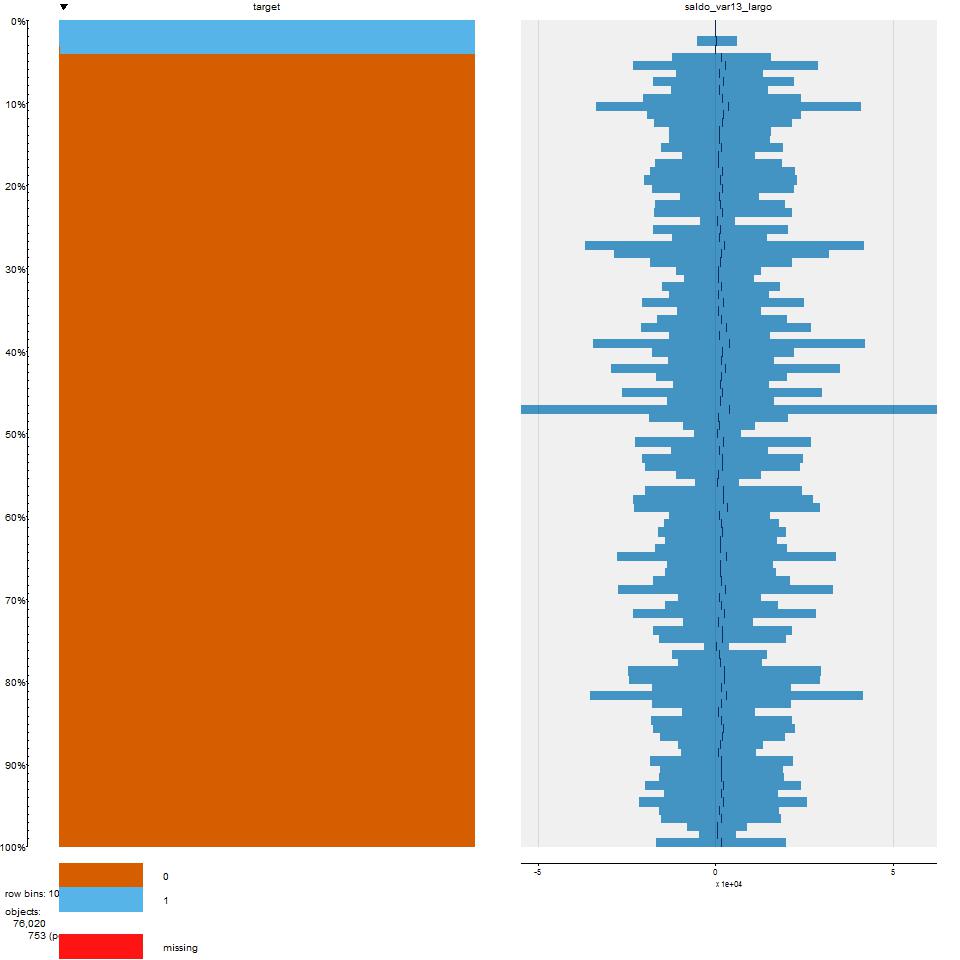 target
saldo_var13_largo
0%
10%
20%
30%
40%
50%
60%
70%
80%
90%
100%
-5
0
5
x 1e+04
0
row bins: 10
1
objects:
76,020
753 (p
missing